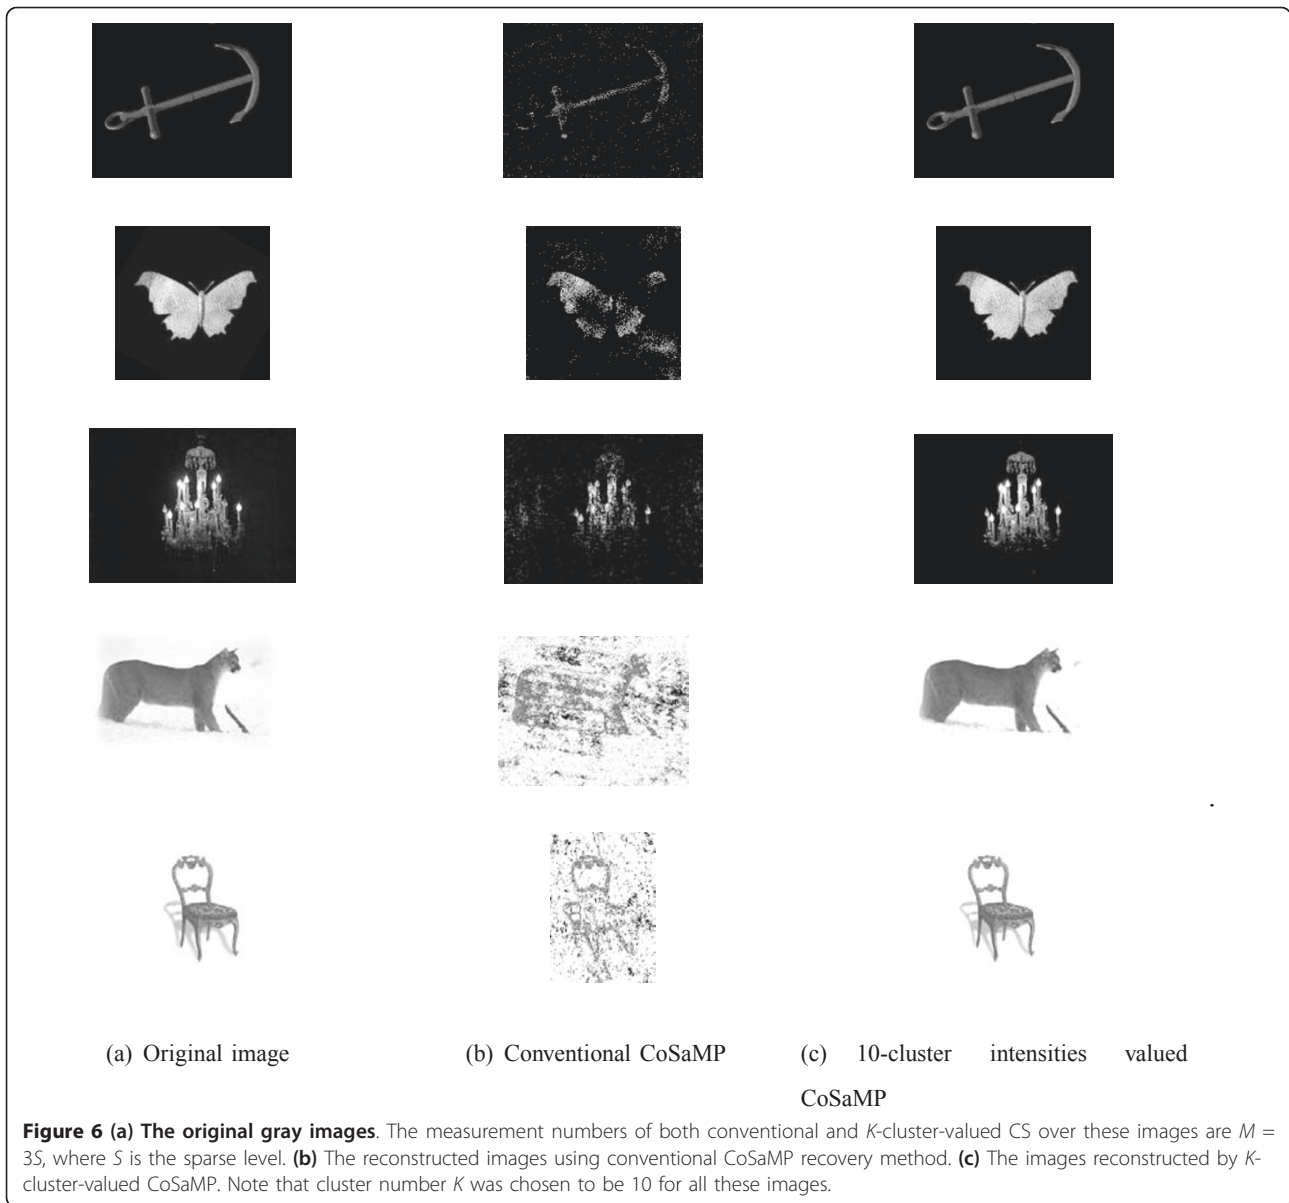 (a) Original image
(b) Conventional CoSaMP
(c) 10-cluster intensities valued
CoSaMP
Figure 6 (a) The original gray images. The measurement numbers of both conventional and K-cluster-valued CS over these images are M =
3S, where S is the sparse level. (b) The reconstructed images using conventional CoSaMP recovery method. (c) The images reconstructed by K-
cluster-valued CoSaMP. Note that cluster number K was chosen to be 10 for all these images.